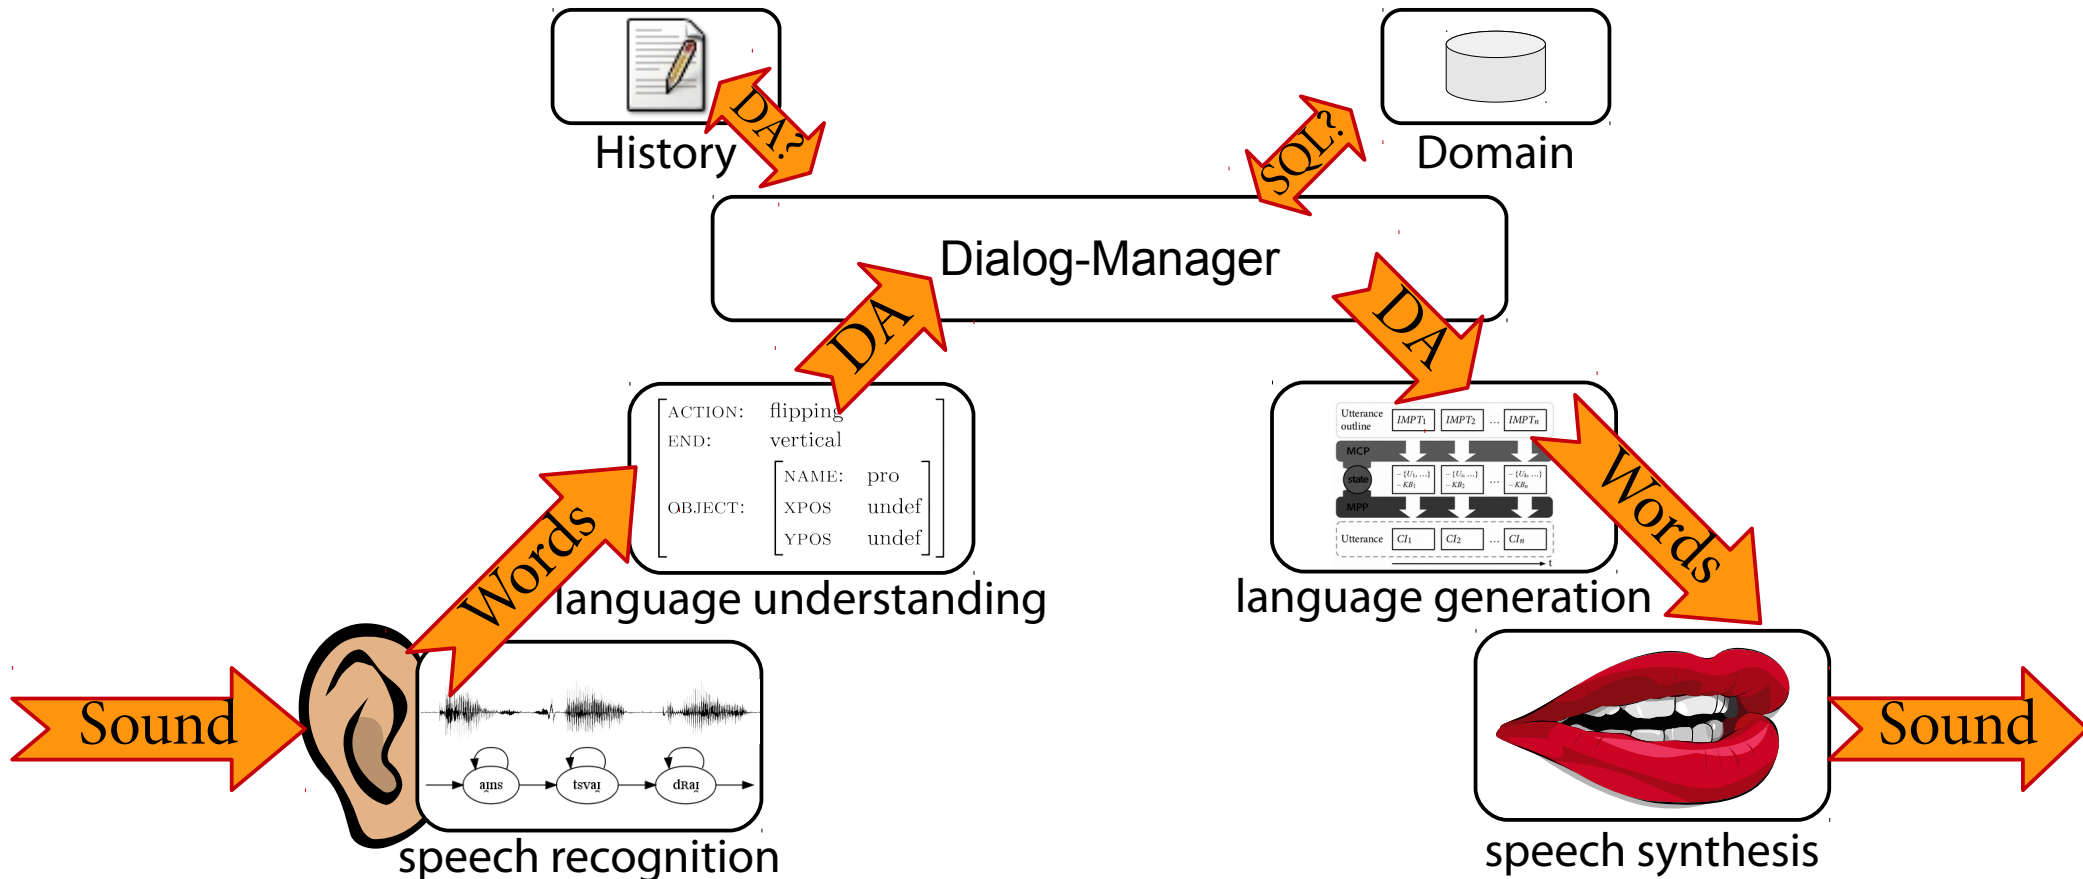 DA?
History
SQL?
Domain
Dialog-Manager
DA
DA
ACTION: flipping
END: vertical
OBJECT:
NAME: pro
XPOS undef
YPOS undef
language understanding
Utterance outline IMPT1 IMPT2 ... IMPTn
MCP
state
MPP
Utterance CI1 CI2 ... CIn
t
language generation
Words
Words
Sound
aɪ̯ns tsvaɪ̯ dʀaɪ̯
speech recognition
speech synthesis
Sound